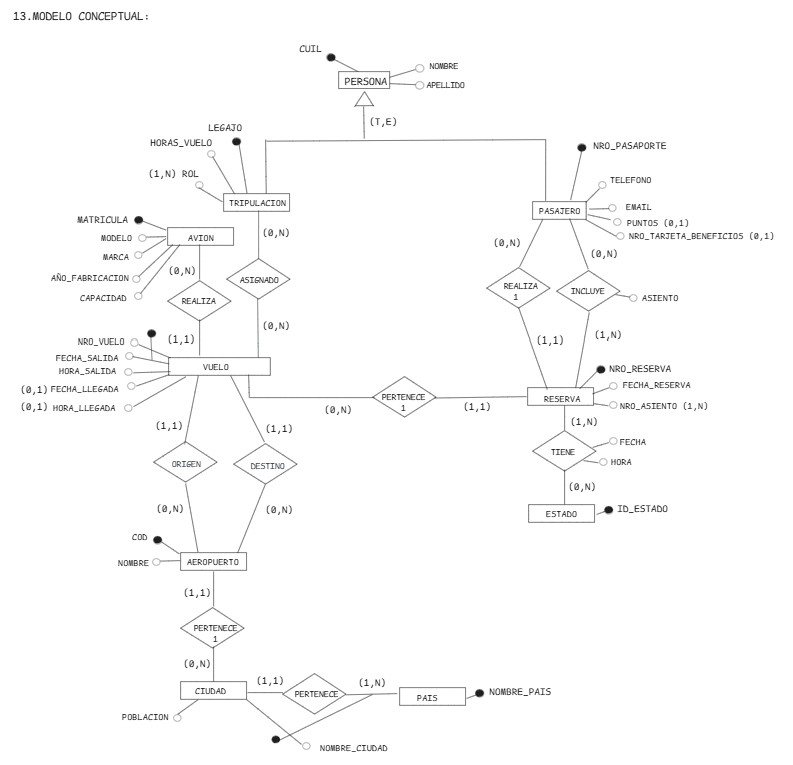 13.MODELO CONCEPTUAL:
CUIL
NOMBRE
PERSONA
APELLIDO
(T,E)
LEGAJO
HORAS_VUELO
NRO_PASAPORTE
(1,N) ROL
TELEFONO
TRIPULACION
PASAJERO
EMAIL
MATRICULA
PUNTOS (0,1)
MODELO
AVION
(0,N)
NRO_TARJETA_BENEFICIOS (0,1)
MARCA
(0,N)
(0,N)
AÑO_FABRICACION
(0,N)
ASIGNADO
CAPACIDAD
REALIZA
REALIZA
1
INCLUYE
ASIENTO
(0,N)
NRO_VUELO
(1,1)
(1,1)
(1,N)
FECHA_SALIDA
VUELO
HORA_SALIDA
NRO_RESERVA
(0,1) FECHA_LLEGADA
FECHA_RESERVA
(0,1) HORA_LLEGADA
(0,N)
PERTENECE
1
(1,1)
RESERVA
NRO_ASIENTO (1,N)
(1,1)
(1,1)
(1,N)
FECHA
TIENE
HORA
ORIGEN
DESTINO
(0,N)
(0,N)
(0,N)
ESTADO
ID_ESTADO
COD
NOMBRE
AEROPUERTO
(1,1)
PERTENECE
1
(0,N)
CIUDAD
(1,1)
PERTENECE
(1,N)
PAIS
NOMBRE_PAIS
POBLACION
NOMBRE_CIUDAD